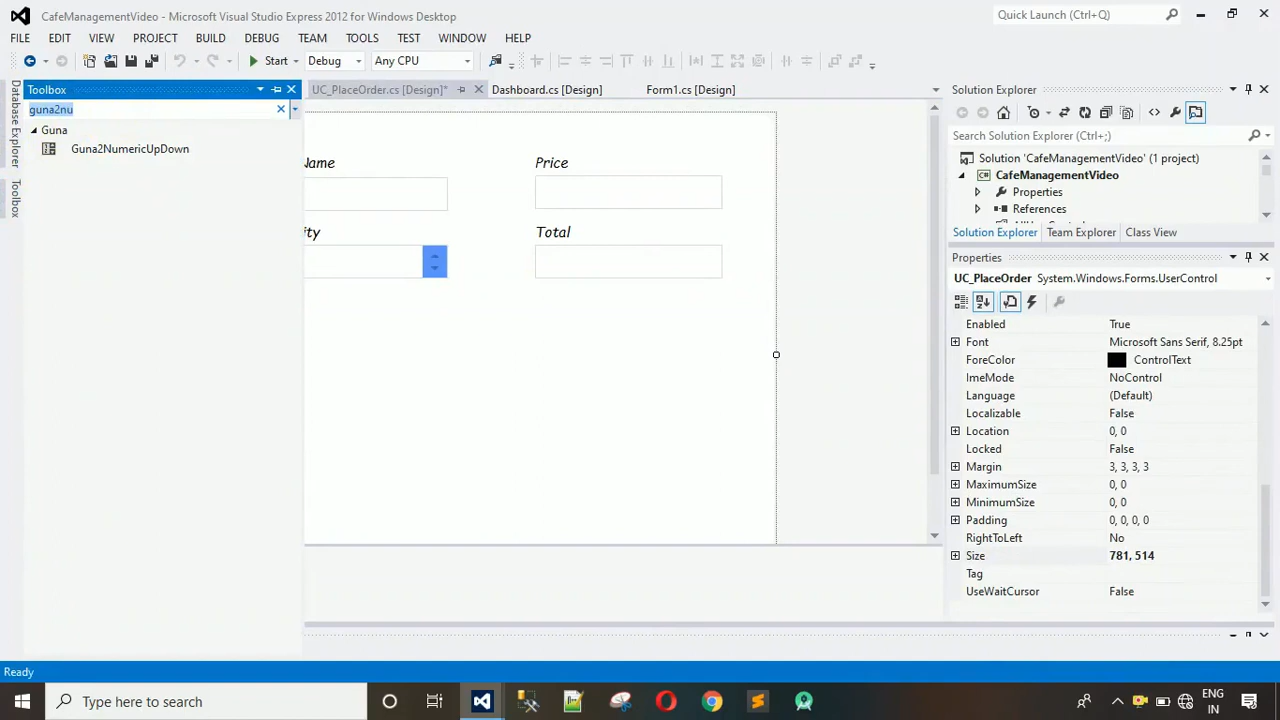 CafeManagementVideo - Microsoft Visual Studio Express 2012 for Windows Desktop
Quick Launch (Ctrl+Q)
FILE EDIT VIEW PROJECT BUILD DEBUG TEAM TOOLS TEST WINDOW HELP
Start Debug Any CPU
Database Explorer
Toolbox
Toolbox
guna2nu
Guna
Guna2NumericUpDown
UC_PlaceOrder.cs [Design]* Dashboard.cs [Design] Form1.cs [Design]
Name Price
ity Total
Solution Explorer
Search Solution Explorer (Ctrl+;)
Solution 'CafeManagementVideo' (1 project)
CafeManagementVideo
Properties
References
Solution Explorer Team Explorer Class View
Properties
UC_PlaceOrder System.Windows.Forms.UserControl
Enabled True
Font Microsoft Sans Serif, 8.25pt
ForeColor ControlText
ImeMode NoControl
Language (Default)
Localizable False
Location 0, 0
Locked False
Margin 3, 3, 3, 3
MaximumSize 0, 0
MinimumSize 0, 0
Padding 0, 0, 0, 0
RightToLeft No
Size 781, 514
Tag
UseWaitCursor False
Ready
Type here to search
ENG
IN